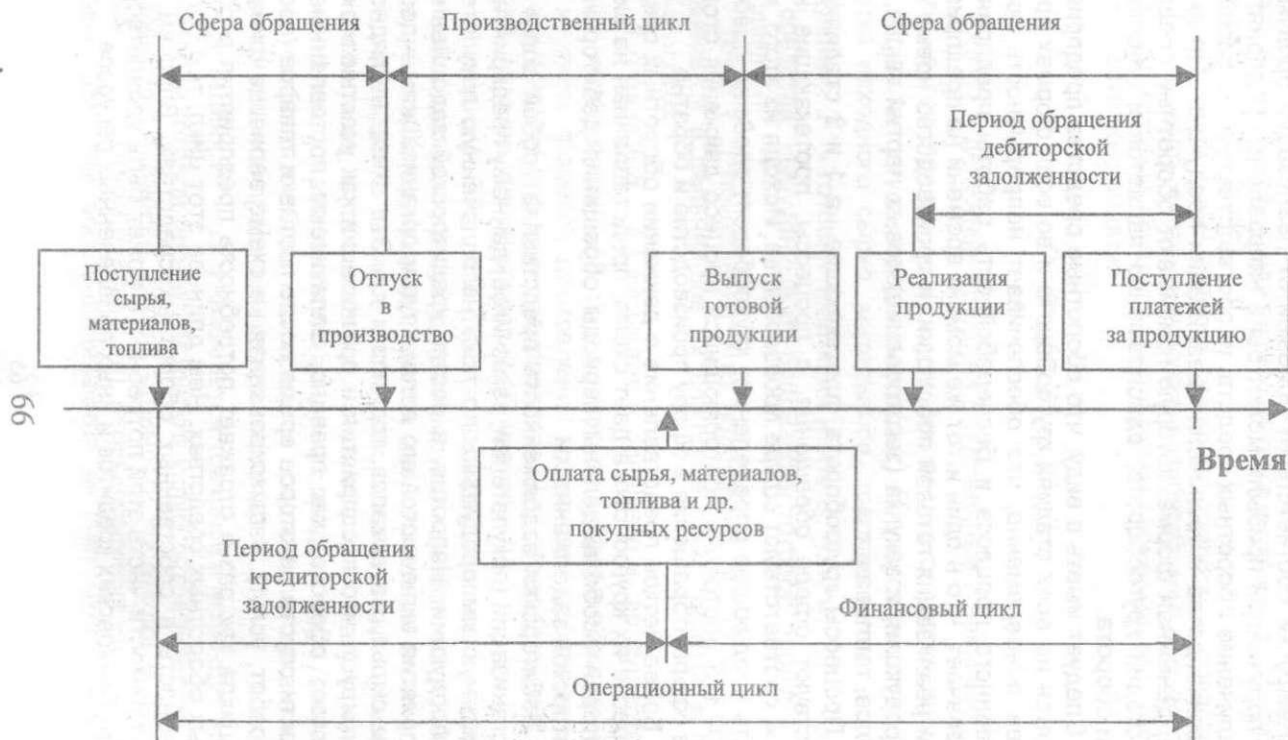 Сфера обращения
Производственный цикл
Сфера обращения
Период обращения
дебиторской
задолженности
Поступление
сырья,
материалов,
топлива
Отпуск
в
производство
Выпуск
готовой
продукции
Реализация
продукции
Поступление
платежей
за продукцию
Время
Оплата сырья, материалов,
топлива и др.
покупных ресурсов
Период обращения
кредиторской
задолженности
Финансовый цикл
Операционный цикл
99